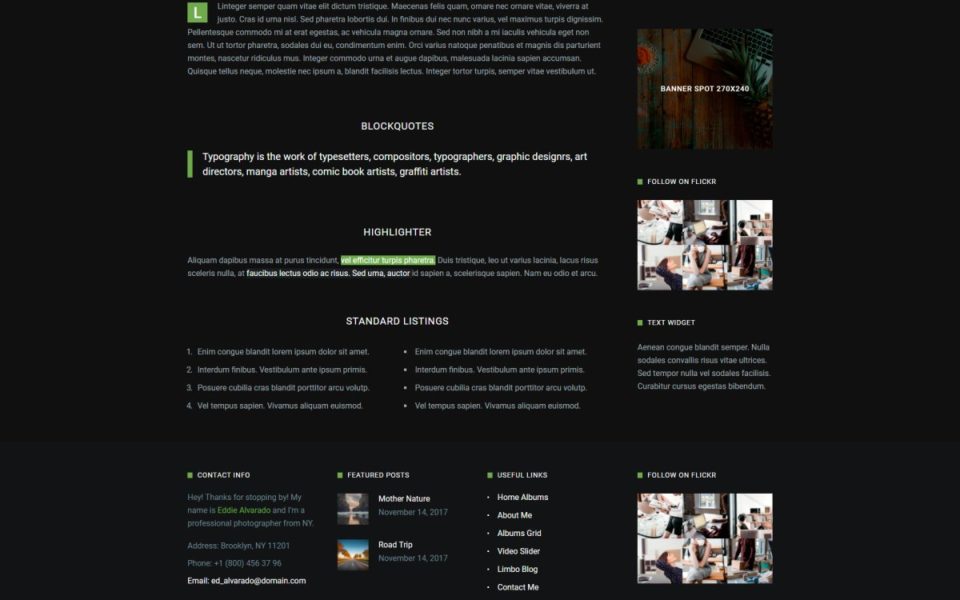 L Linteger semper quam vitae elit dictum tristique. Maecenas felis quam, ornare nec ornare vitae, viverra at
justo. Cras id urna nisl. Sed pharetra lobortis dui. In finibus dui nec nunc varius, vel maximus turpis dignissim.
Pellentesque commodo mi at erat egestas, ac vehicula magna ornare. Sed non nibh a mi iaculis vehicula eget non
sem. Ut ut tortor pharetra, sodales dui eu, condimentum enim. Orci varius natoque penatibus et magnis dis parturient
montes, nascetur ridiculus mus. Integer commodo urna et augue dapibus, malesuada lacinia sapien accumsan.
Quisque tellus neque, molestie nec ipsum a, blandit facilisis lectus. Integer tortor turpis, semper vitae vestibulum ut.
BLOCKQUOTES
Typography is the work of typesetters, compositors, typographers, graphic designrs, art
directors, manga artists, comic book artists, graffiti artists.
HIGHLIGHTER
Aliquam dapibus massa at purus tincidunt, vel efficitur turpis pharetra. Duis tristique, leo ut varius lacinia, lacus risus
sceleris nulla, at faucibus lectus odio ac risus. Sed urna, auctor id sapien a, scelerisque sapien. Nam eu odio et arcu.
STANDARD LISTINGS
1. Enim congue blandit lorem ipsum dolor sit amet.
2. Interdum finibus. Vestibulum ante ipsum primis.
3. Posuere cubilia cras blandit porttitor arcu volutp.
4. Vel tempus sapien. Vivamus aliquam euismod.
• Enim congue blandit lorem ipsum dolor sit amet.
• Interdum finibus. Vestibulum ante ipsum primis.
• Posuere cubilia cras blandit porttitor arcu volutp.
• Vel tempus sapien. Vivamus aliquam euismod.
BANNER SPOT 270X240
FOLLOW ON FLICKR
TEXT WIDGET
Aenean congue blandit semper. Nulla
sodales convallis risus vitae ultrices.
Sed tempor nulla vel sodales facilisis.
Curabitur cursus egestas bibendum.
CONTACT INFO
Hey! Thanks for stopping by! My
name is Eddie Alvarado and I'm a
professional photographer from NY.
Address: Brooklyn, NY 11201
Phone: +1 (800) 456 37 96
Email: ed_alvarado@domain.com
FEATURED POSTS
Mother Nature
November 14, 2017
Road Trip
November 14, 2017
USEFUL LINKS
• Home Albums
• About Me
• Albums Grid
• Video Slider
• Limbo Blog
• Contact Me
FOLLOW ON FLICKR